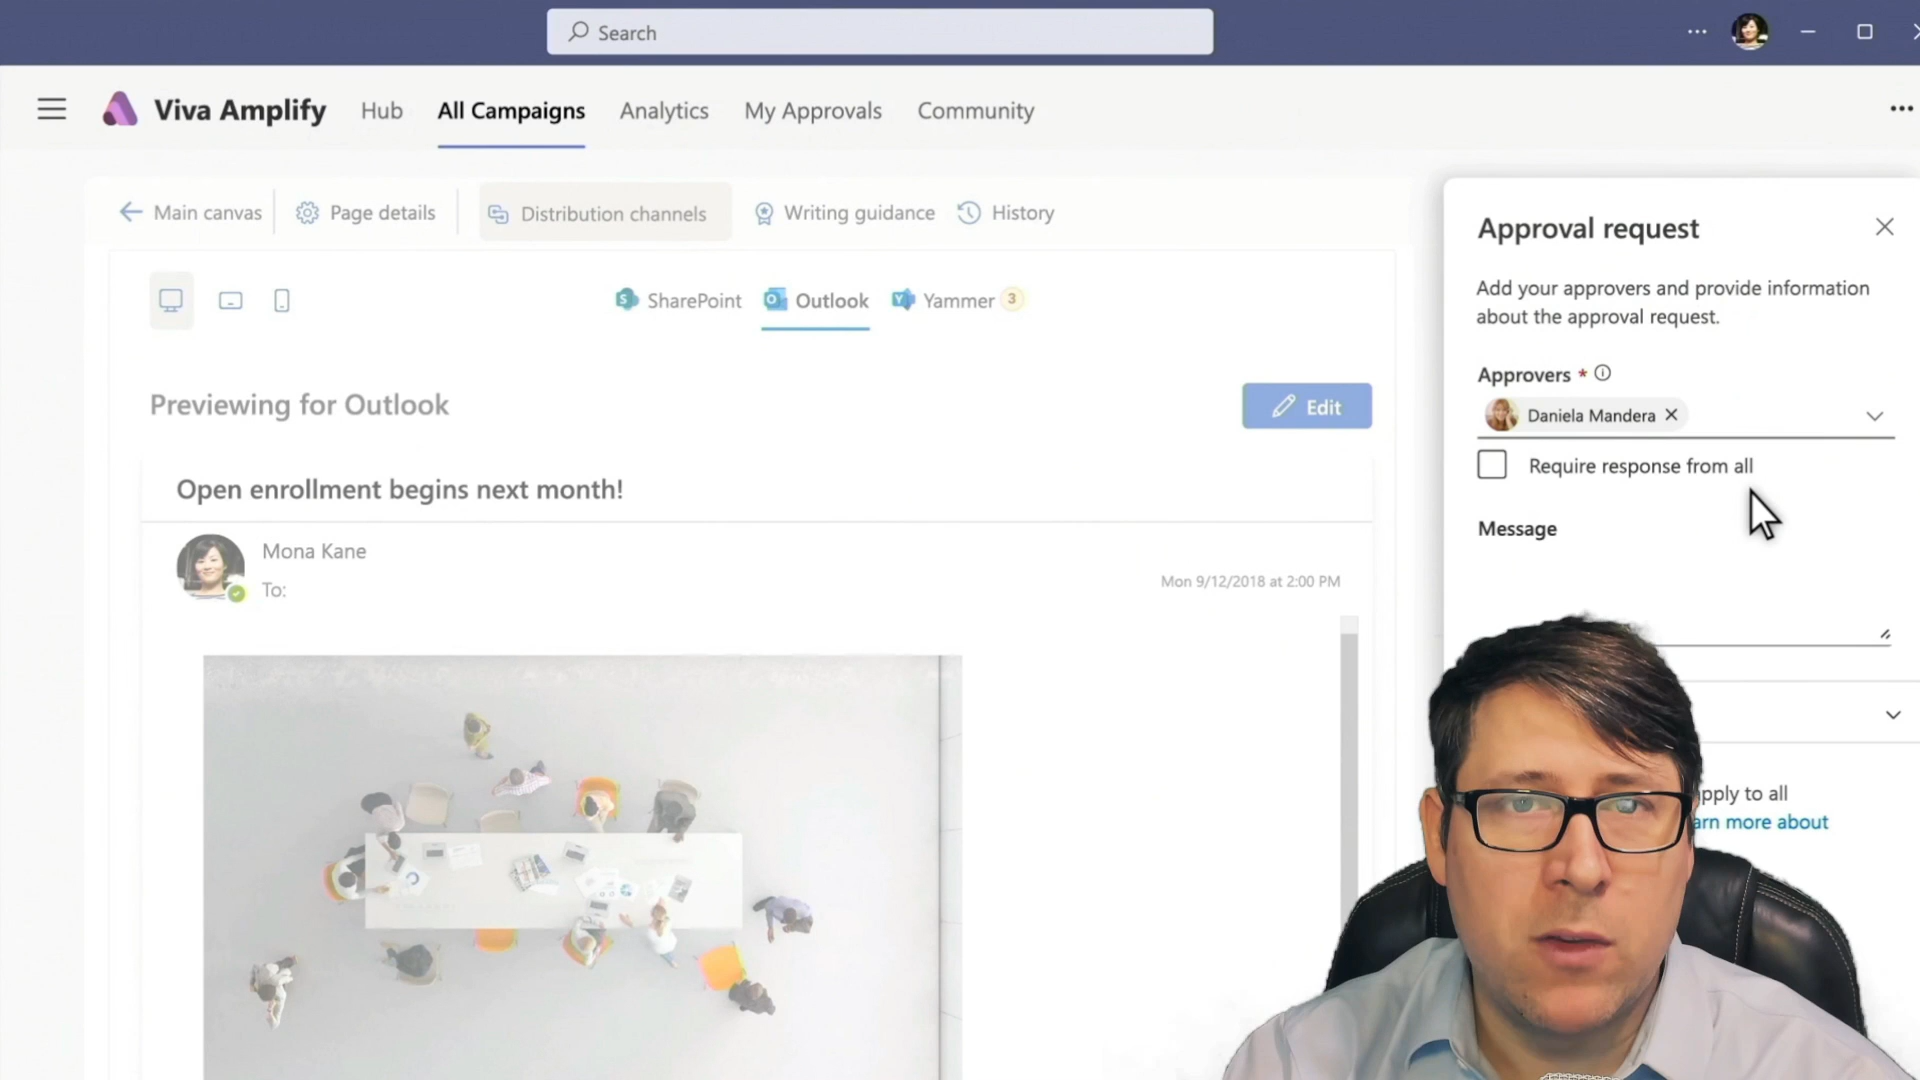 Search
Viva Amplify
Hub
All Campaigns
Analytics
My Approvals
Community
Main canvas
Page details
Distribution channels
Writing guidance
History
SharePoint
Outlook
Yammer 3
Previewing for Outlook
Edit
Open enrollment begins next month!
Mona Kane
To:
Mon 9/12/2018 at 2:00 PM
Approval request
Add your approvers and provide information
about the approval request.
Approvers *
Daniela Mandera
Require response from all
Message
to all
more about